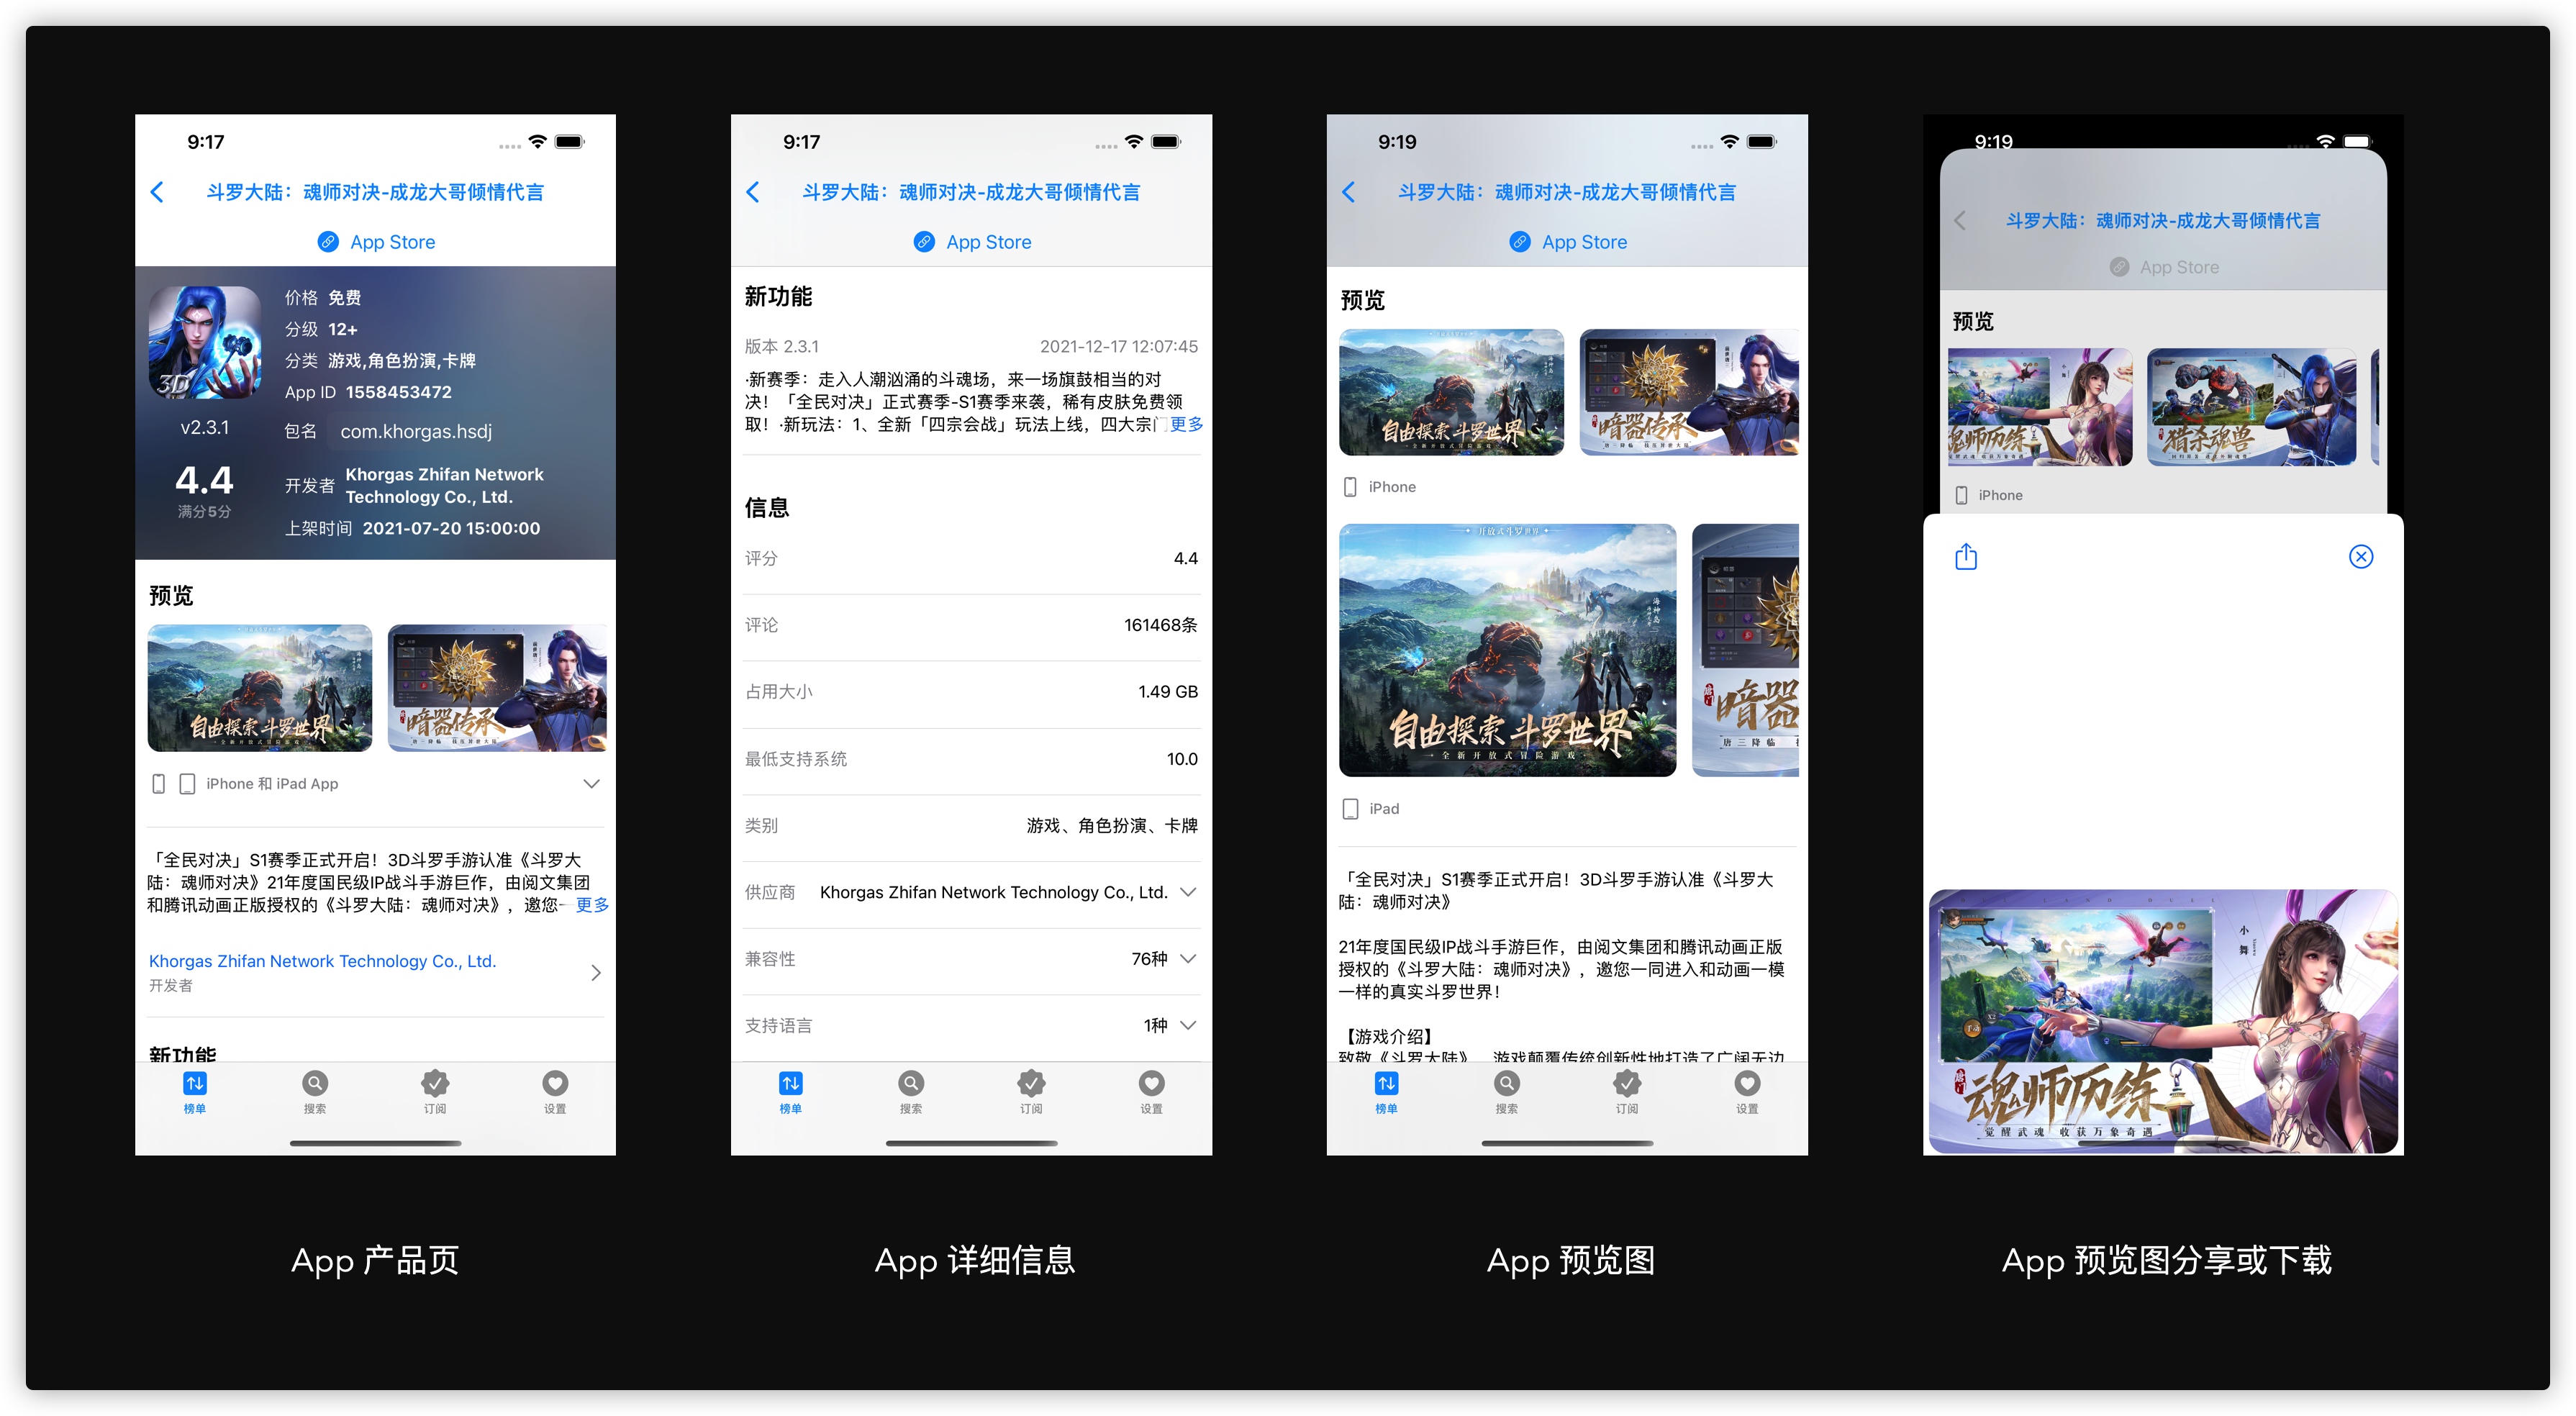 9:17
斗罗大陆：魂师对决-成龙大哥倾情代言
App Store
3D
v2.3.1
4.4
满分5分
价格 免费
分级 12+
分类 游戏,角色扮演,卡牌
App ID 1558453472
包名 com.khorgas.hsdj
开发者 Khorgas Zhifan Network
Technology Co., Ltd.
上架时间 2021-07-20 15:00:00
预览
自由探索 斗罗世界
暗器传承
iPhone 和 iPad App
「全民对决」S1赛季正式开启！3D斗罗手游认准《斗罗大
陆：魂师对决》21年度国民级IP战斗手游巨作，由阅文集团
和腾讯动画正版授权的《斗罗大陆：魂师对决》，邀您一 更多
Khorgas Zhifan Network Technology Co., Ltd.
开发者
新功能
榜单 搜索 订阅 设置
App 产品页
9:17
斗罗大陆：魂师对决-成龙大哥倾情代言
App Store
新功能
版本 2.3.1 2021-12-17 12:07:45
·新赛季：走入人潮汹涌的斗魂场，来一场旗鼓相当的对
决！「全民对决」正式赛季-S1赛季来袭，稀有皮肤免费领
取！·新玩法：1、全新「四宗会战」玩法上线，四大宗门 更多
信息
评分 4.4
评论 161468条
占用大小 1.49 GB
最低支持系统 10.0
类别 游戏、角色扮演、卡牌
供应商 Khorgas Zhifan Network Technology Co., Ltd.
兼容性 76种
支持语言 1种
榜单 搜索 订阅 设置
App 详细信息
9:19
斗罗大陆：魂师对决-成龙大哥倾情代言
App Store
预览
自由探索 斗罗世界
暗器传承
iPhone
开放式斗罗世界
海神岛
自由探索 斗罗世界
全新开放式冒险游戏
暗器
唐三降临
iPad
「全民对决」S1赛季正式开启！3D斗罗手游认准《斗罗大
陆：魂师对决》
21年度国民级IP战斗手游巨作，由阅文集团和腾讯动画正版
授权的《斗罗大陆：魂师对决》，邀您一同进入和动画一模
一样的真实斗罗世界！
【游戏介绍】
致敬《斗罗大陆》，游戏颠覆传统创新性地打造了广阔无边
榜单 搜索 订阅 设置
App 预览图
9:19
斗罗大陆：魂师对决-成龙大哥倾情代言
App Store
预览
魂师历练
猎杀魂兽
iPhone
小舞
手动
魂师历练
觉醒武魂 收获万象奇遇
App 预览图分享或下载